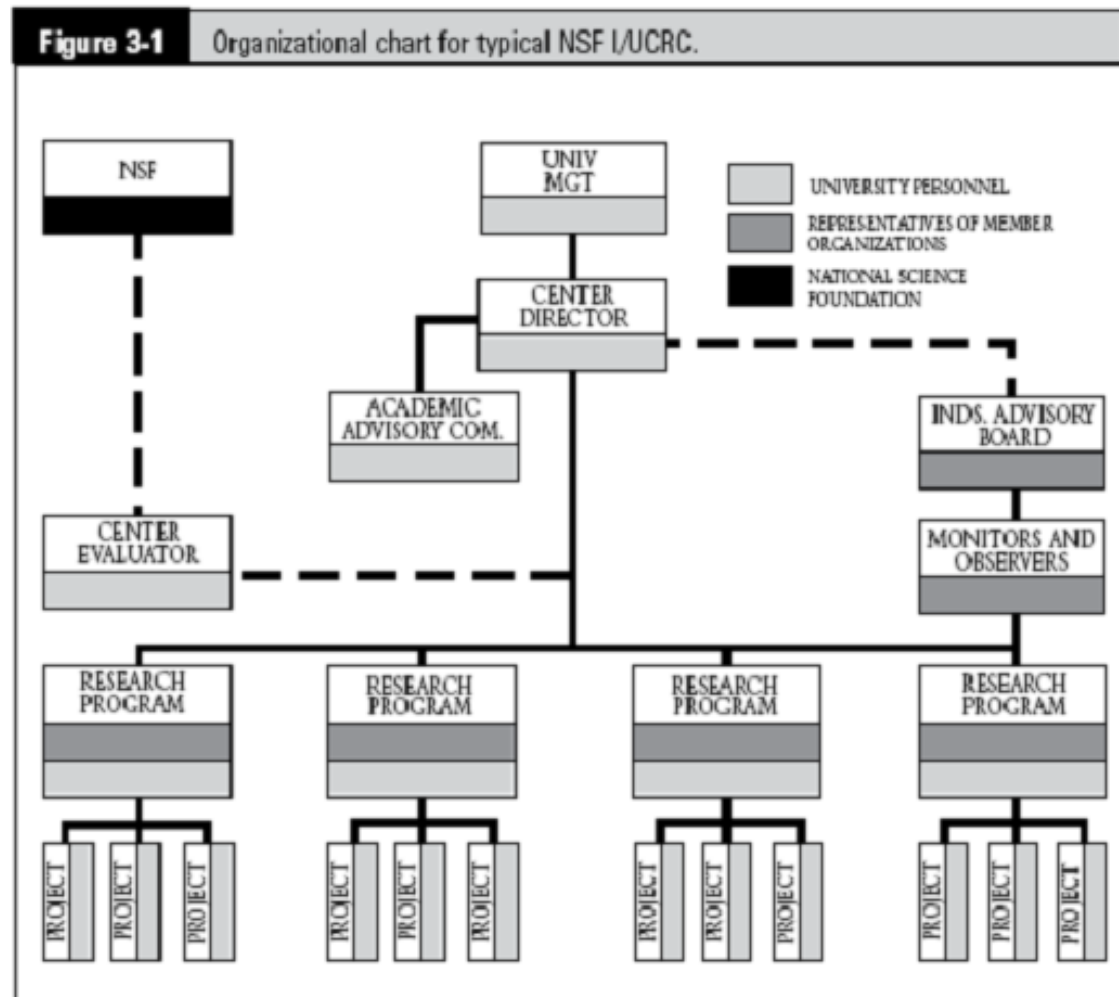 Figure 3-1
Organizational chart for typical NSF I/UCRC.
NSF
UNIV
MGT
UNIVERSITY PERSONNEL
REPRESENTATIVES OF MEMBER
ORGANIZATIONS
NATIONAL SCIENCE
FOUNDATION
CENTER
DIRECTOR
ACADEMIC
ADVISORY COM.
INDS. ADVISORY
BOARD
CENTER
EVALUATOR
MONITORS AND
OBSERVERS
RESEARCH
PROGRAM
RESEARCH
PROGRAM
RESEARCH
PROGRAM
RESEARCH
PROGRAM
PROJECT
PROJECT
PROJECT
PROJECT
PROJECT
PROJECT
PROJECT
PROJECT
PROJECT
PROJECT
PROJECT
PROJECT